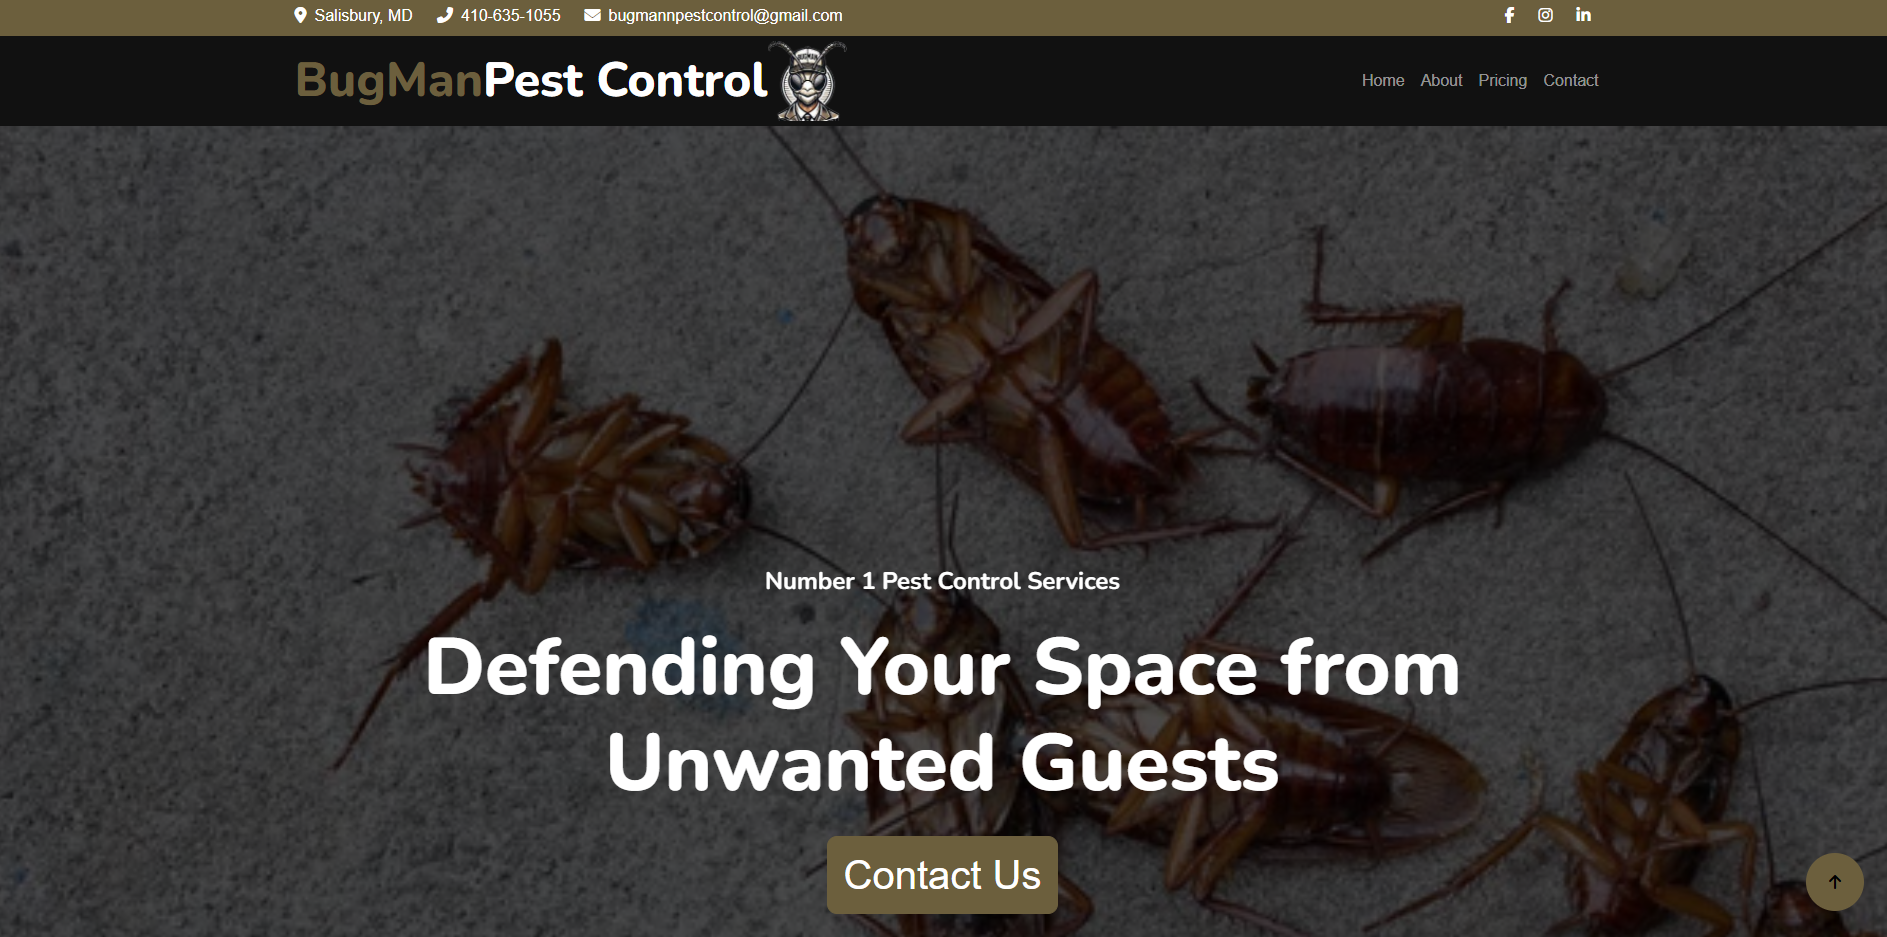 Salisbury, MD 410-635-1055 bugmannpestcontrol@gmail.com
BugManPest Control
Home About Pricing Contact
Number 1 Pest Control Services
Defending Your Space from
Unwanted Guests
Contact Us